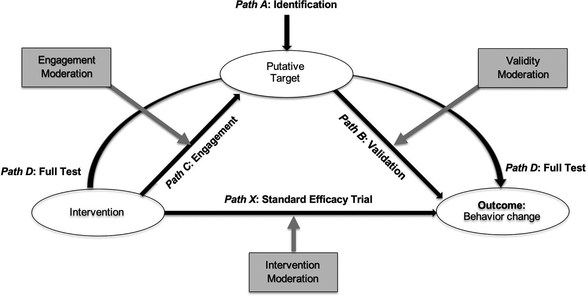 Path A: Identification
Engagement
Moderation
Putative
Target
Validity
Moderation
Path C: Engagement
Path B: Validation
Path D: Full Test
Path D: Full Test
Path X: Standard Efficacy Trial
Intervention
Outcome:
Behavior change
Intervention
Moderation